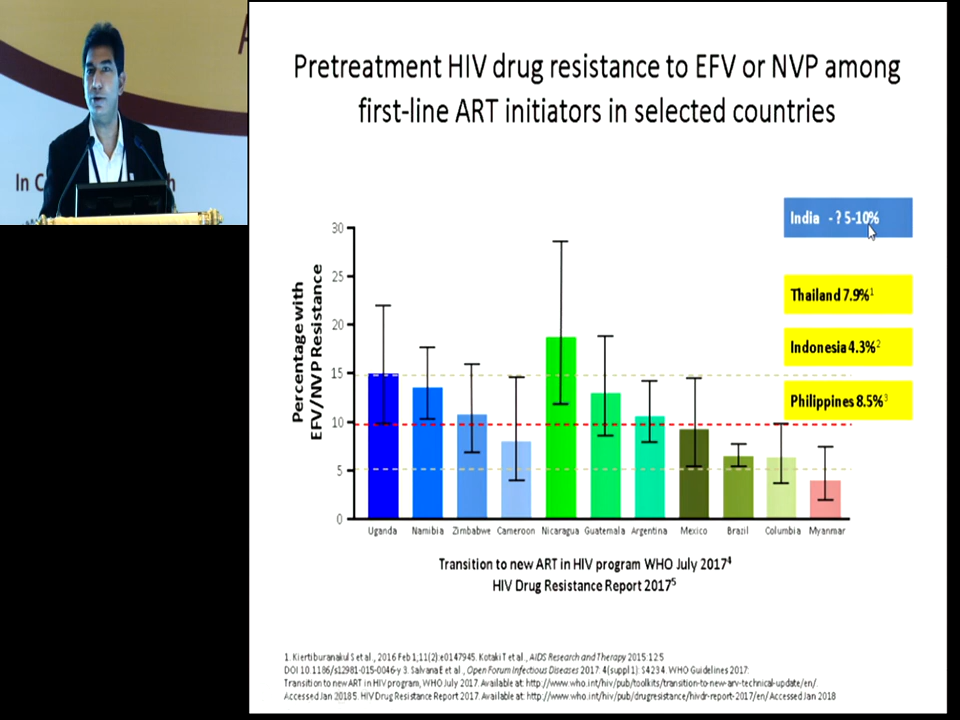 In C
h
Pretreatment HIV drug resistance to EFV or NVP among
first-line ART initiators in selected countries
India - ? 5-10%
Thailand 7.9%1
Indonesia 4.3%2
Philippines 8.5%3
Percentage with
EFV/NVP Resistance
30
25
20
15
10
5
0
Uganda Namibia Zimbabwe Cameroon Nicaragua Guatemala Argentina Mexico Brazil Columbia Myanmar
Transition to new ART in HIV program WHO July 20174
HIV Drug Resistance Report 20175
1. Kiertiburanakul S et al., 2016 Feb 1;11(2):e0147945. Kotaki T et al., AIDS Research and Therapy 2015:12:5
DOI 10.1186/s12981-015-0046-y 3. Salvana E et al., Open Forum Infectious Diseases 2017: 4(suppl 1): S4234. WHO Guidelines 2017:
Transition to new ART in HIV program, WHO July 2017. Available at: http://www.who.int/hiv/pub/toolkits/transition-to-new-arv-technical-update/en/.
Accessed Jan 20185. HIV Drug Resistance Report 2017. Available at: http://www.who.int/hiv/pub/drugresistance/hivdr-report-2017/en/ Accessed Jan 2018